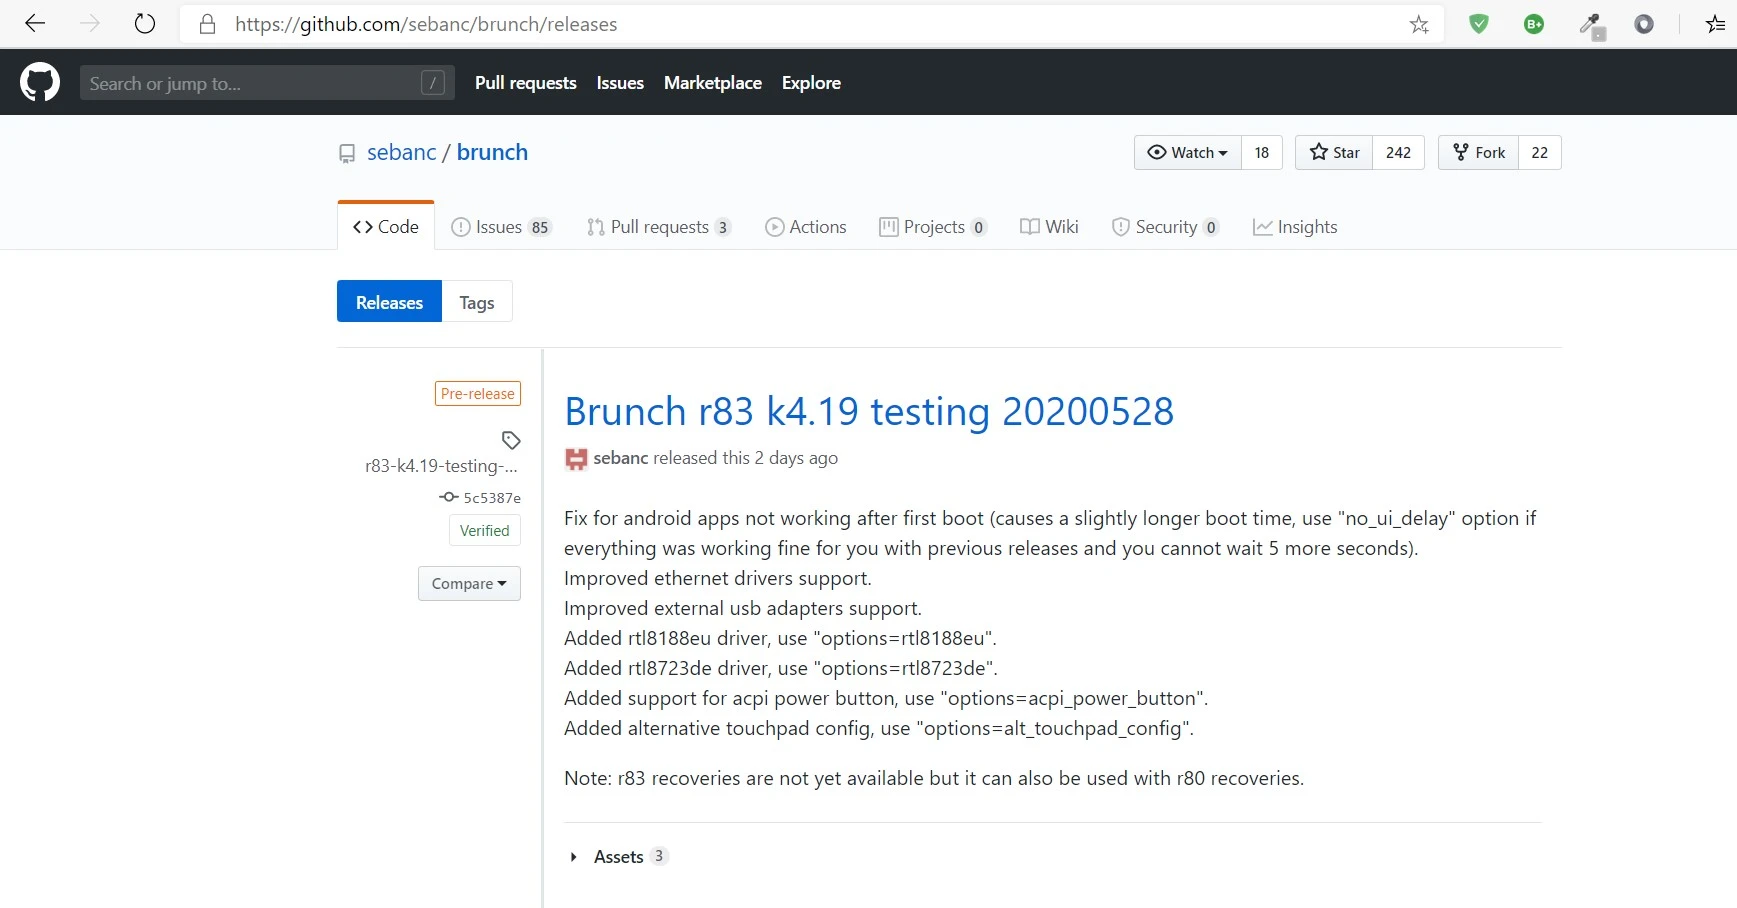 https://github.com/sebanc/brunch/releases
B+
Search or jump to... /
Pull requests Issues Marketplace Explore
sebanc / brunch
Watch 18 Star 242 Fork 22
Code Issues 85 Pull requests 3 Actions Projects 0 Wiki Security 0 Insights
Releases Tags
Pre-release
r83-k4.19-testing-...
5c5387e
Verified
Compare
Brunch r83 k4.19 testing 20200528
sebanc released this 2 days ago
Fix for android apps not working after first boot (causes a slightly longer boot time, use "no_ui_delay" option if
everything was working fine for you with previous releases and you cannot wait 5 more seconds).
Improved ethernet drivers support.
Improved external usb adapters support.
Added rtl8188eu driver, use "options=rtl8188eu".
Added rtl8723de driver, use "options=rtl8723de".
Added support for acpi power button, use "options=acpi_power_button".
Added alternative touchpad config, use "options=alt_touchpad_config".
Note: r83 recoveries are not yet available but it can also be used with r80 recoveries.
Assets 3